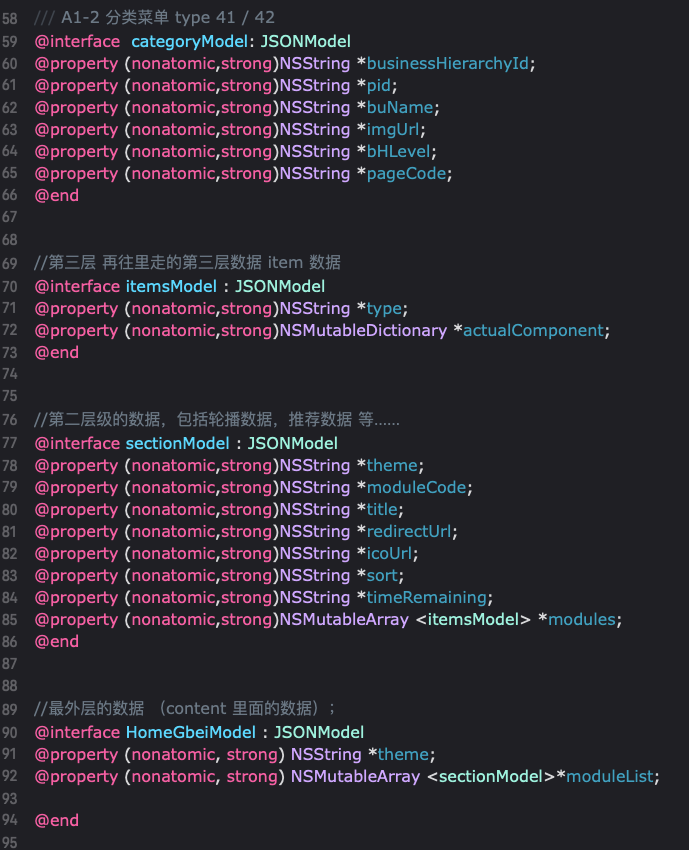 58 /// A1-2 分类菜单 type 41 / 42
59 @interface  categoryModel: JSONModel
60 @property (nonatomic,strong)NSString *businessHierarchyId;
61 @property (nonatomic,strong)NSString *pid;
62 @property (nonatomic,strong)NSString *buName;
63 @property (nonatomic,strong)NSString *imgUrl;
64 @property (nonatomic,strong)NSString *bHLevel;
65 @property (nonatomic,strong)NSString *pageCode;
66 @end
67
68
69 //第三层 再往里走的第三层数据 item 数据
70 @interface itemsModel : JSONModel
71 @property (nonatomic,strong)NSString *type;
72 @property (nonatomic,strong)NSMutableDictionary *actualComponent;
73 @end
74
75
76 //第二层级的数据，包括轮播数据，推荐数据 等......
77 @interface sectionModel : JSONModel
78 @property (nonatomic,strong)NSString *theme;
79 @property (nonatomic,strong)NSString *moduleCode;
80 @property (nonatomic,strong)NSString *title;
81 @property (nonatomic,strong)NSString *redirectUrl;
82 @property (nonatomic,strong)NSString *icoUrl;
83 @property (nonatomic,strong)NSString *sort;
84 @property (nonatomic,strong)NSString *timeRemaining;
85 @property (nonatomic,strong)NSMutableArray <itemsModel> *modules;
86 @end
87
88
89 //最外层的数据 （content 里面的数据）;
90 @interface HomeGbeiModel : JSONModel
91 @property (nonatomic, strong) NSString *theme;
92 @property (nonatomic, strong) NSMutableArray <sectionModel>*moduleList;
93
94 @end
95